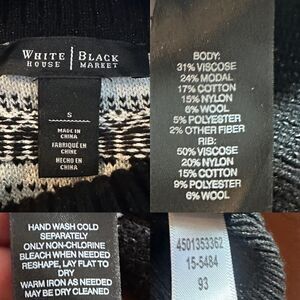 WHITE | BLACK
HOUSE | MARKET
S
MADE IN
CHINA
FABRIQUÉ EN
CHINE
HECHO EN
CHINA
BODY:
31% VISCOSE
24% MODAL
17% COTTON
15% NYLON
6% WOOL
5% POLYESTER
2% OTHER FIBER
RIB:
50% VISCOSE
20% NYLON
15% COTTON
9% POLYESTER
6% WOOL
HAND WASH COLD
SEPARATELY
ONLY NON-CHLORINE
BLEACH WHEN NEEDED
RESHAPE, LAY FLAT TO
DRY
WARM IRON AS NEEDED
MAY BE DRY CLEANED
4501353362
15-5484
93